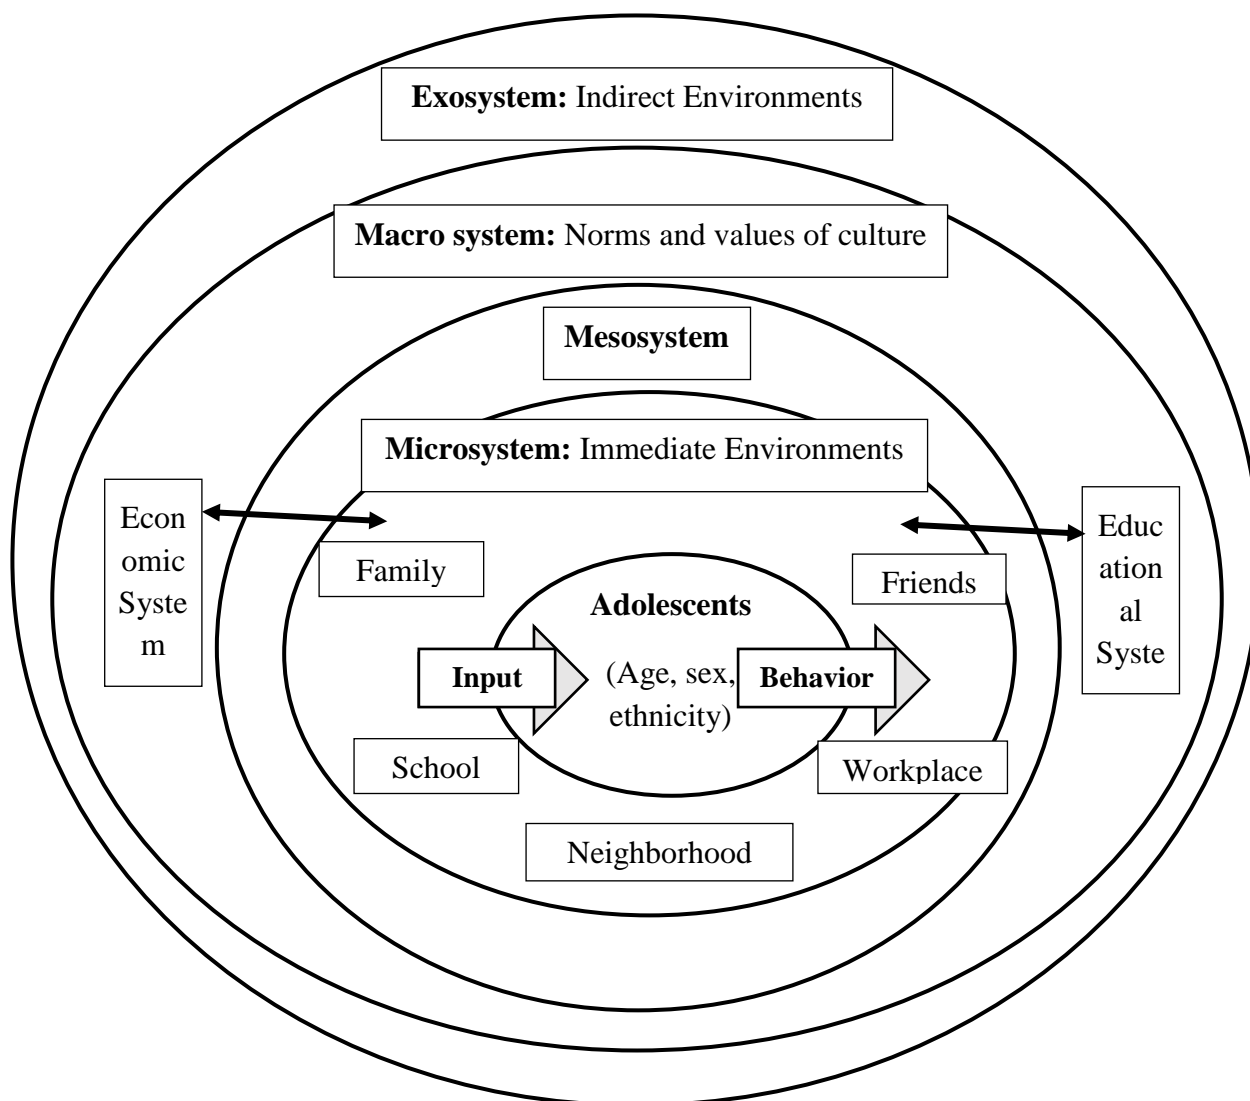 Exosystem: Indirect Environments
Macro system: Norms and values of culture
Mesosystem
Microsystem: Immediate Environments
Econ
omic
Syste
m
Family
Friends
Educ
ation
al
Syste
Adolescents
Input
(Age, sex,
ethnicity)
Behavior
School
Workplace
Neighborhood